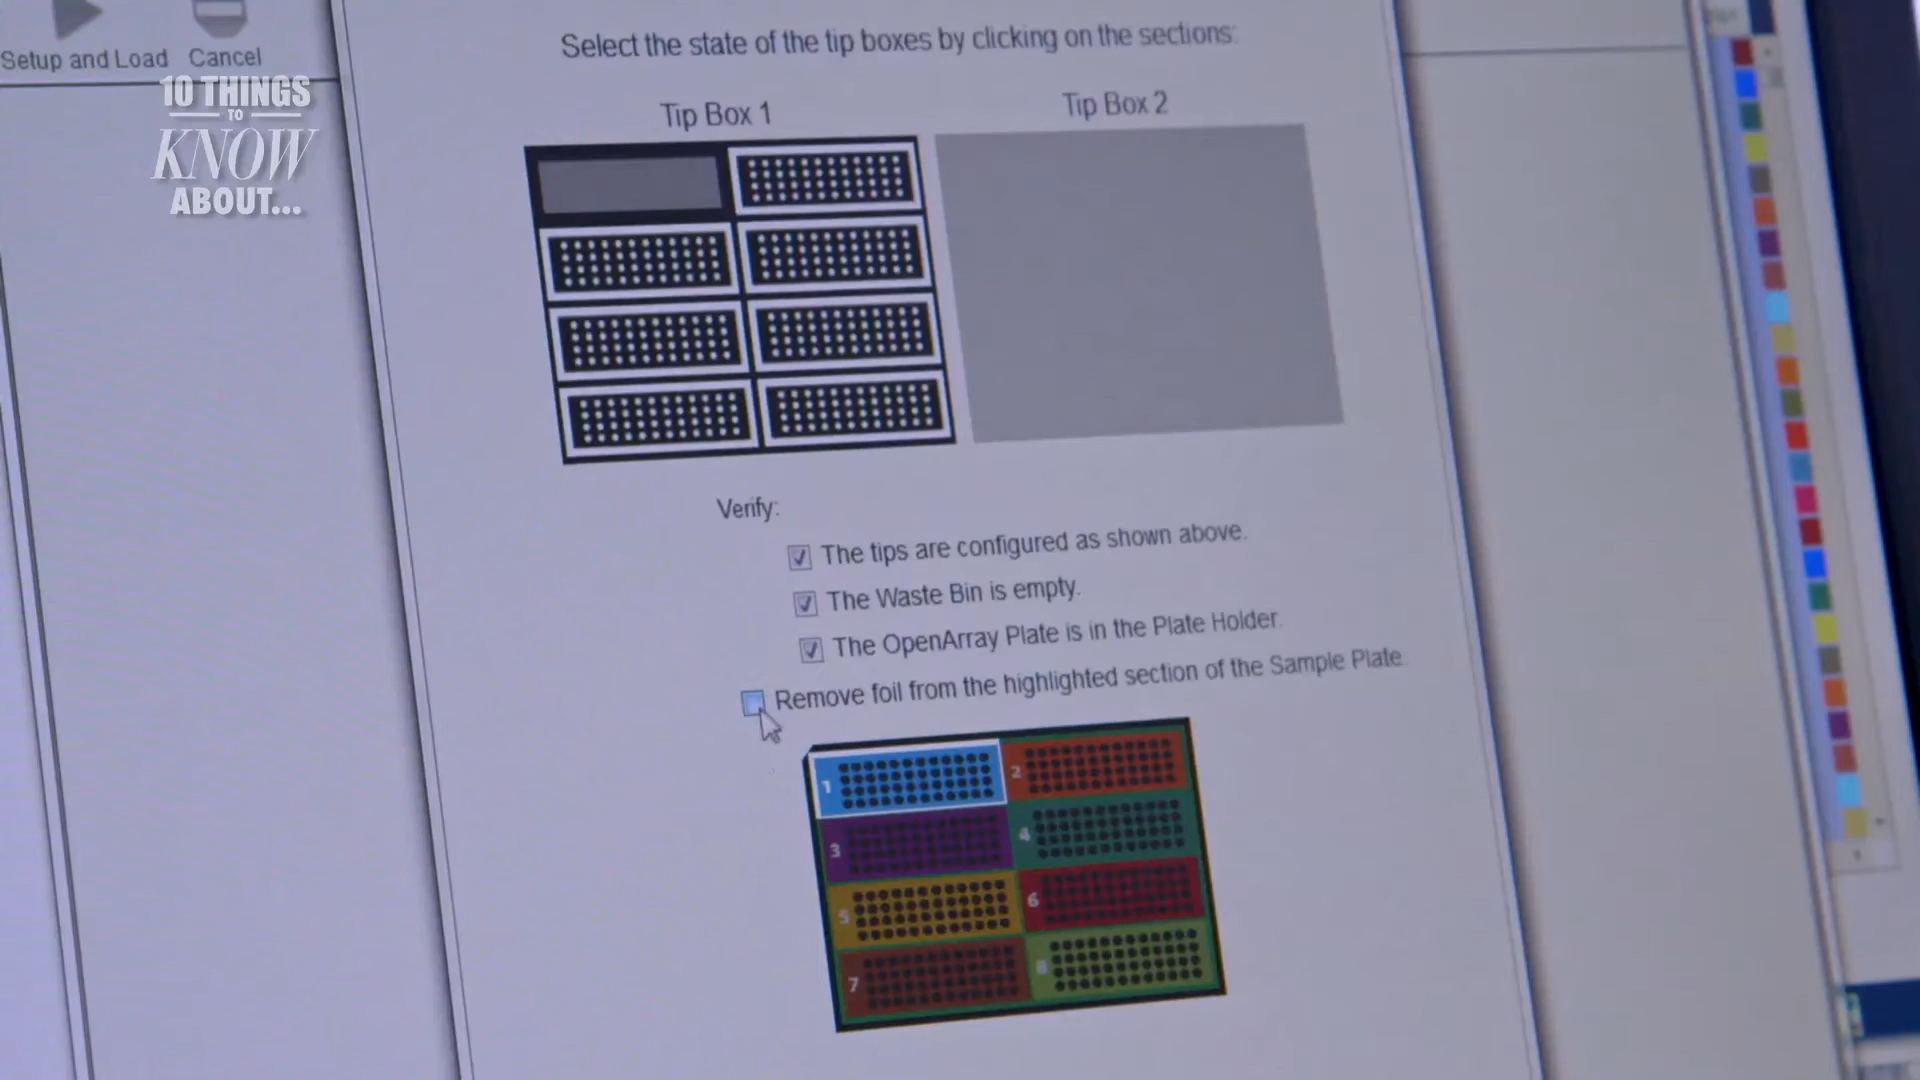 Setup and Load Cancel
10 THINGS
TO
KNOW
ABOUT...
Select the state of the tip boxes by clicking on the sections:
Tip Box 1
Tip Box 2
Verify:
The tips are configured as shown above.
The Waste Bin is empty.
The OpenArray Plate is in the Plate Holder.
Remove foil from the highlighted section of the Sample Plate.
1 2
3 4
5 6
7 8